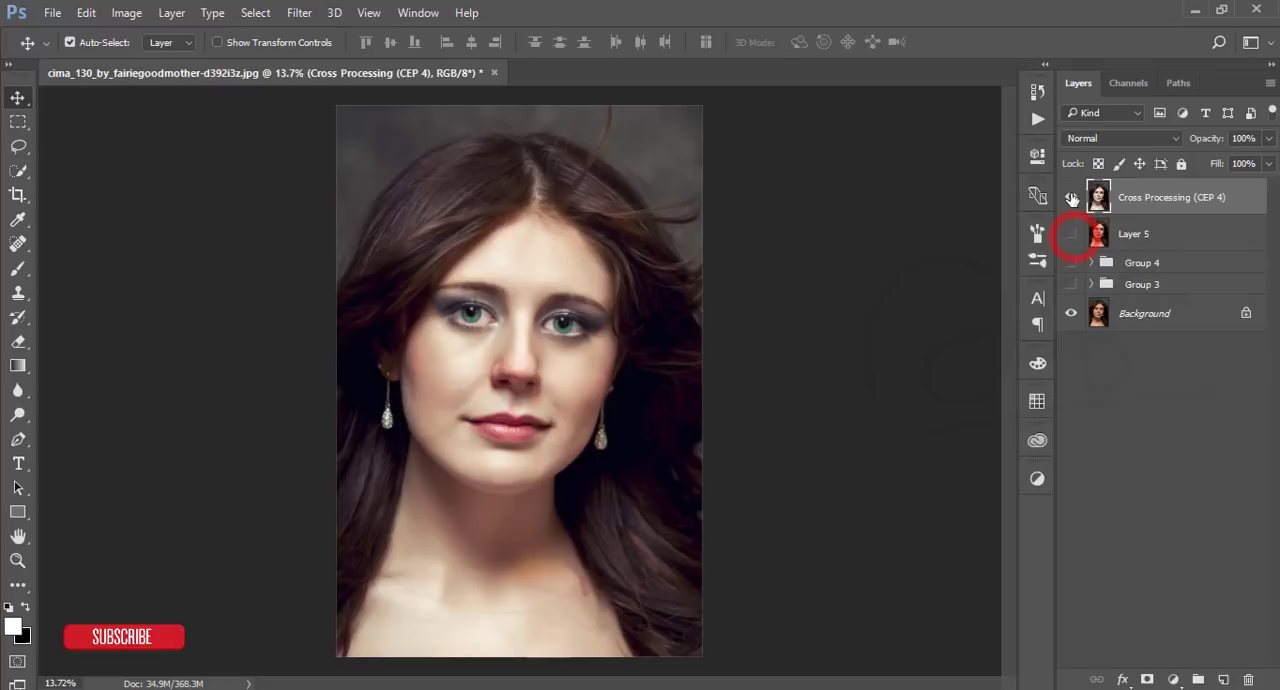 Ps File Edit Image Layer Type Select Filter 3D View Window Help
Auto-Select: Layer Show Transform Controls 3D Mode:
cima_130_by_fairiegoodmother-d392i3z.jpg @ 13.7% (Cross Processing (CEP 4), RGB/8*) *
Layers Channels Paths
Kind
Normal Opacity: 100%
Lock: Fill: 100%
Cross Processing (CEP 4)
Layer 5
Group 4
Group 3
Background
SUBSCRIBE
13.72% Doc: 34.9M/368.3M